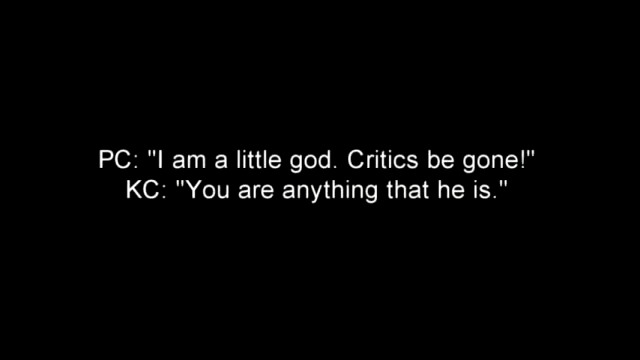 PC: "I am a little god. Critics be gone!"
KC: "You are anything that he is."